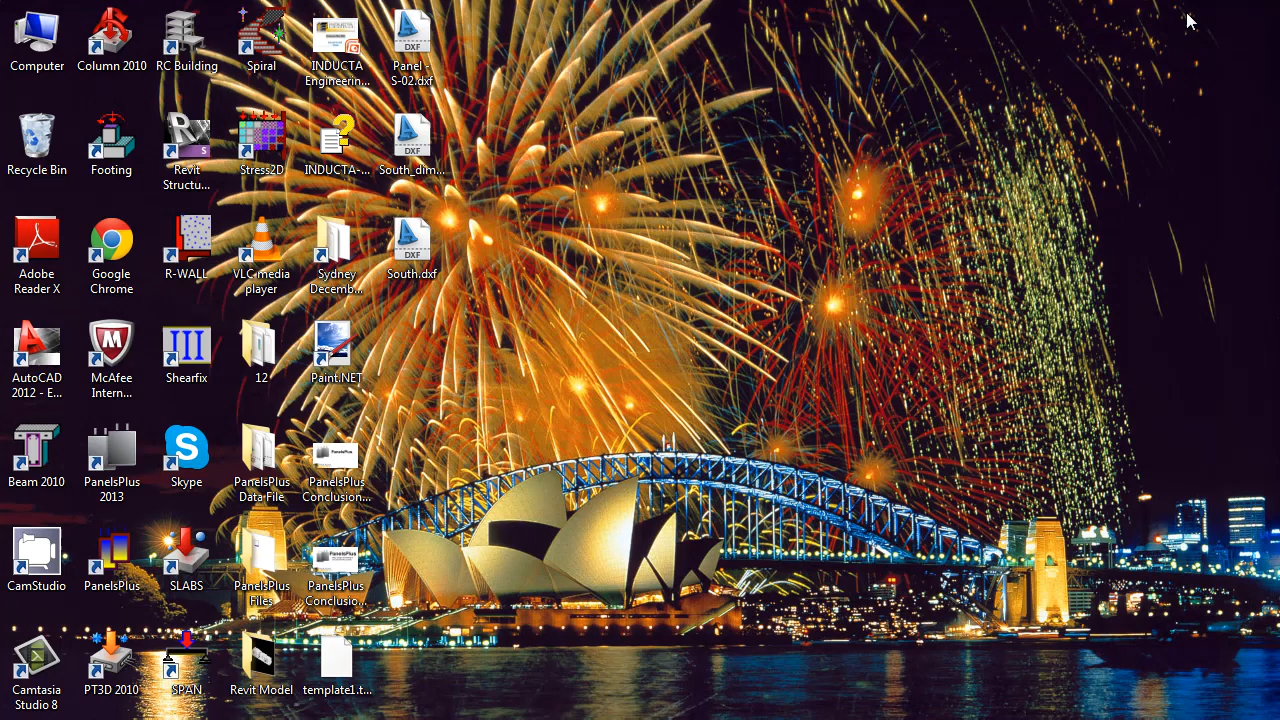 Computer
Column 2010
RC Building
Spiral
INDUCTA
Engineerin...
Panel -
S-02.dxf
DXF
Recycle Bin
Footing
Revit
Structu...
Stress2D
INDUCTA-...
South_dim...
DXF
Adobe
Reader X
Google
Chrome
R-WALL
VLC media
player
Sydney
Decemb...
South.dxf
DXF
AutoCAD
2012 - E...
McAfee
Intern...
Shearfix
12
Paint.NET
Beam 2010
PanelsPlus
2013
Skype
PanelsPlus
Data File
PanelsPlus
Conclusion...
CamStudio
PanelsPlus
SLABS
PanelsPlus
Files
PanelsPlus
Conclusio...
Camtasia
Studio 8
PT3D 2010
SPAN
Revit Model
template1.t...